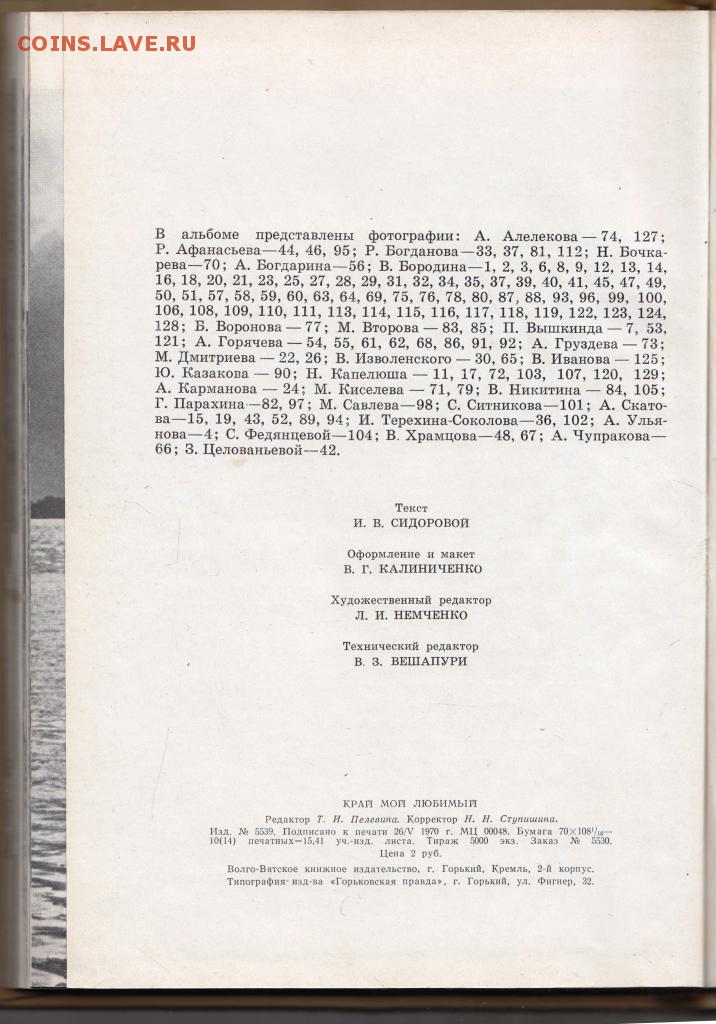 COINS.LAVE.RU
В альбоме представлены фотографии: А. Алелекова — 74, 127;
Р. Афанасьева—44, 46, 95; Р. Богданова—33, 37, 81, 112; Н. Бочка-
рева—70; А. Богдарина—56; В. Бородина—1, 2, 3, 6, 8, 9, 12, 13, 14,
16, 18, 20, 21, 23, 25, 27, 28, 29, 31, 32, 34, 35, 37, 39, 40, 41, 45, 47, 49,
50, 51, 57, 58, 59, 60, 63, 64, 69, 75, 76, 78, 80, 87, 88, 93, 96, 99, 100,
106, 108, 109, 110, 111, 113, 114, 115, 116, 117, 118, 119, 122, 123, 124,
128; Б. Воронова — 77; М. Второва — 83, 85; П. Вышкинда — 7, 53,
121; А. Горячева — 54, 55, 61, 62, 68, 86, 91, 92; А. Груздева — 73;
М. Дмитриева — 22, 26; В. Изволенского — 30, 65; В. Иванова — 125;
Ю. Казакова — 90; Н. Капелюша — 11, 17, 72, 103, 107, 120, 129;
А. Карманова — 24; М. Киселева — 71, 79; В. Никитина — 84, 105;
Г. Парахина—82, 97; М. Савлева—98; С. Ситникова—101; А. Скато-
ва—15, 19, 43, 52, 89, 94; И. Терехина-Соколова—36, 102; А. Улья-
нова—4; С. Федянцевой—104; В. Храмцова—48, 67; А. Чупракова—
66; З. Целованьевой—42.
Текст
И. В. СИДОРОВОЙ
Оформление и макет
В. Г. КАЛИНИЧЕНКО
Художественный редактор
Л. И. НЕМЧЕНКО
Технический редактор
В. З. ВЕШАПУРИ
КРАЙ МОЙ ЛЮБИМЫЙ
Редактор Т. И. Пелевина. Корректор Н. Н. Ступишина.
Изд. № 5539. Подписано к печати 26/V 1970 г. МЦ 00048. Бумага 70×108¹/₁₆—
10(14) печатных=15,41 уч.-изд. листа. Тираж 5000 экз. Заказ № 5530.
Цена 2 руб.
Волго-Вятское книжное издательство, г. Горький, Кремль, 2-й корпус.
Типография изд-ва «Горьковская правда», г. Горький, ул. Фигнер, 32.